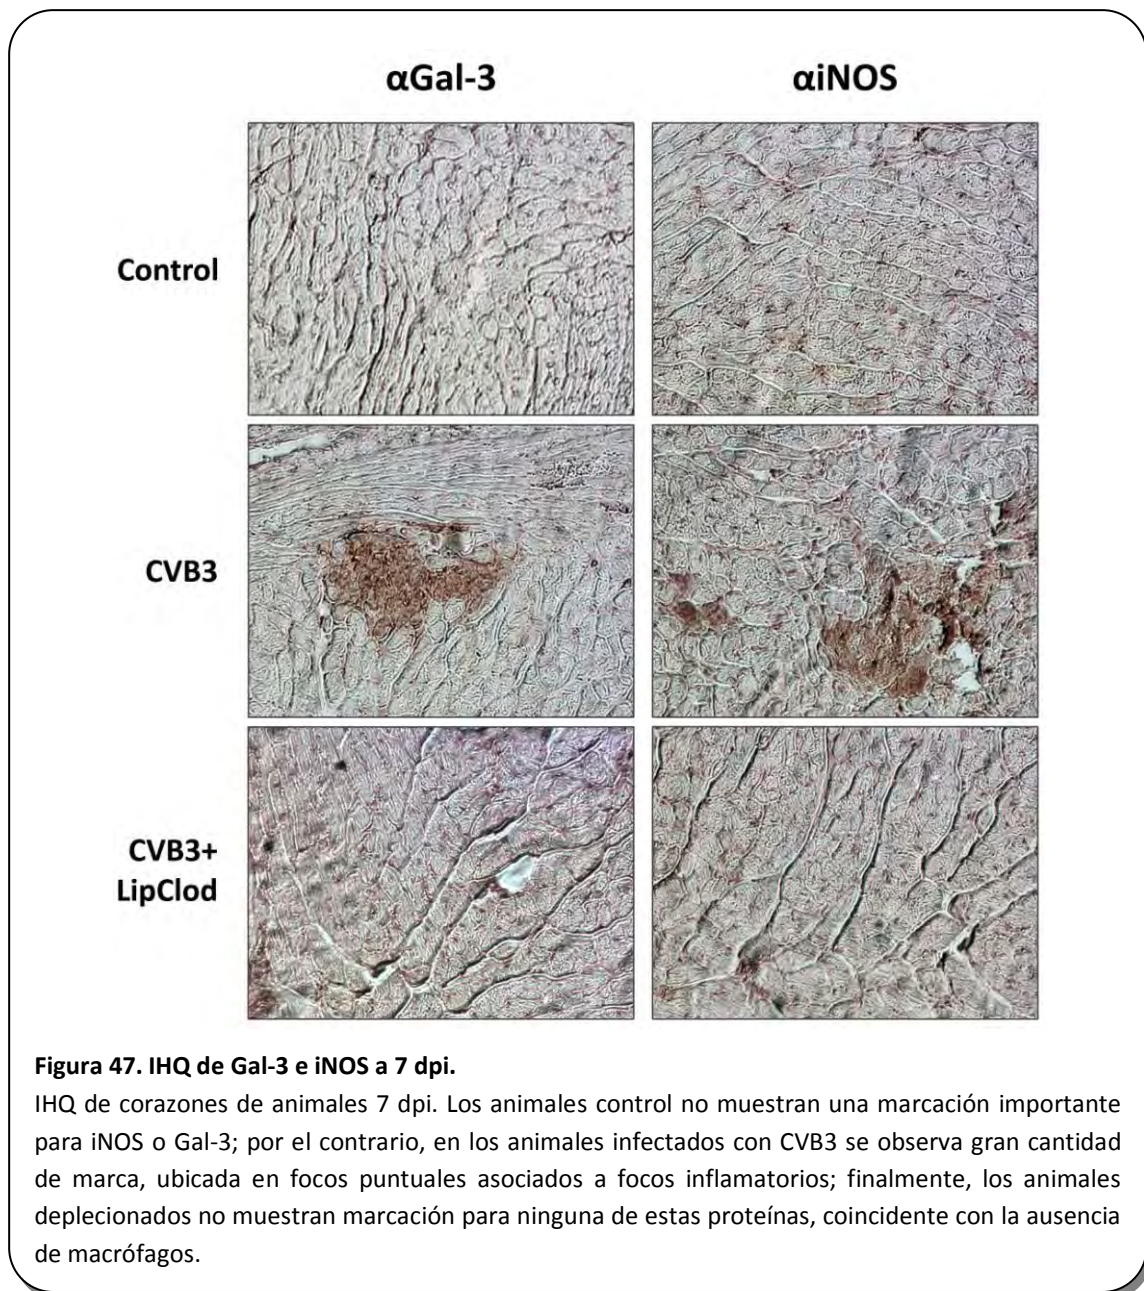 αGal-3
αiNOS
Control
CVB3
CVB3+
LipClod
Figura 47. IHQ de Gal-3 e iNOS a 7 dpi.
IHQ de corazones de animales 7 dpi. Los animales control no muestran una marcación importante
para iNOS o Gal-3; por el contrario, en los animales infectados con CVB3 se observa gran cantidad
de marca, ubicada en focos puntuales asociados a focos inflamatorios; finalmente, los animales
deplecionados no muestran marcación para ninguna de estas proteínas, coincidente con la ausencia
de macrófagos.